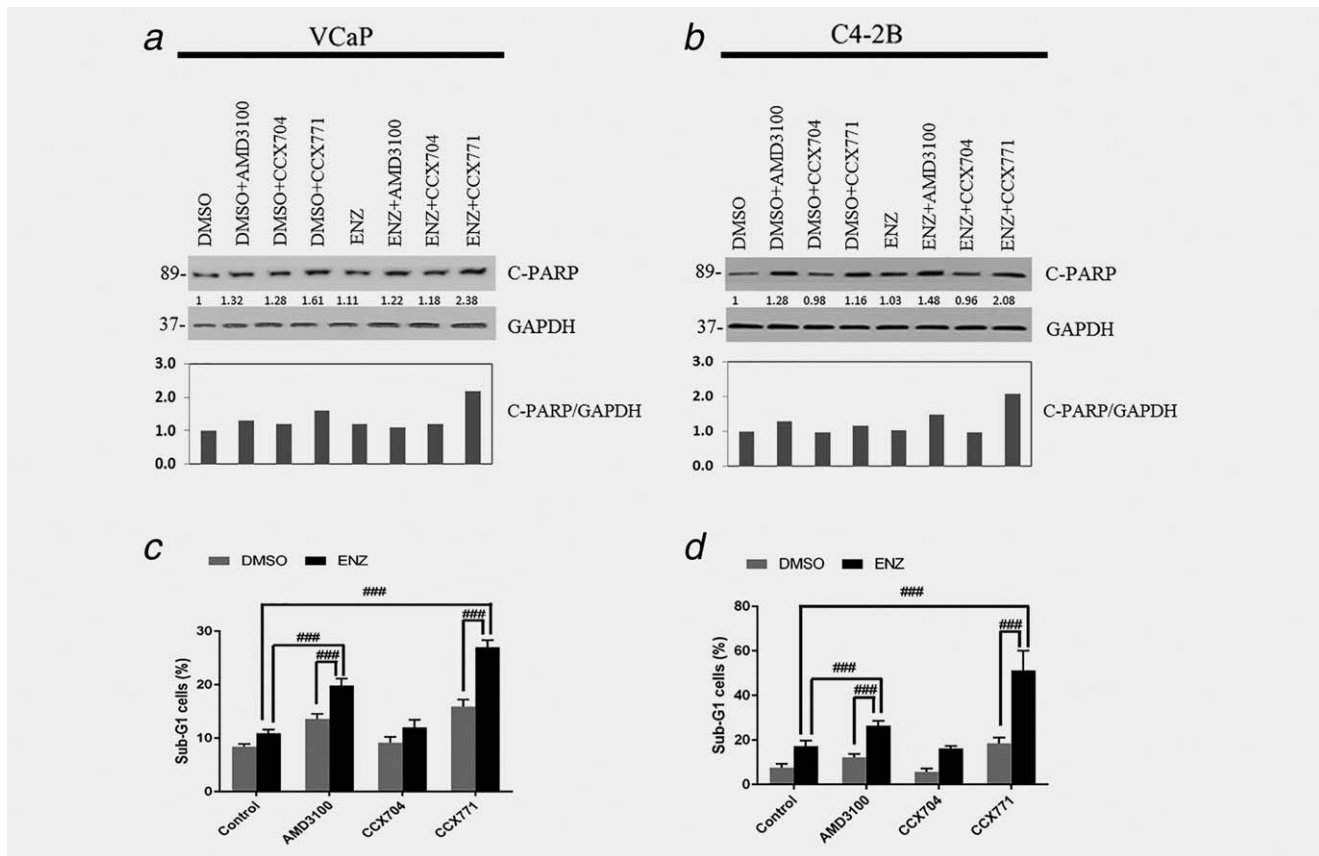 a
VCaP
DMSO
DMSO+AMD3100
DMSO+CCX704
DMSO+CCX771
ENZ
ENZ+AMD3100
ENZ+CCX704
ENZ+CCX771
89-
C-PARP
1 1.32 1.28 1.61 1.11 1.22 1.18 2.38
37-
GAPDH
3.0
2.0
1.0
0.0
C-PARP/GAPDH
b
C4-2B
DMSO
DMSO+AMD3100
DMSO+CCX704
DMSO+CCX771
ENZ
ENZ+AMD3100
ENZ+CCX704
ENZ+CCX771
89-
C-PARP
1 1.28 0.98 1.16 1.03 1.48 0.96 2.08
37-
GAPDH
3.0
2.0
1.0
0.0
C-PARP/GAPDH
c
DMSO ENZ
###
###
###
###
Sub-G1 cells (%)
30
20
10
0
Control
AMD3100
CCX704
CCX771
d
DMSO ENZ
###
###
###
###
Sub-G1 cells (%)
80
60
40
20
0
Control
AMD3100
CCX704
CCX771